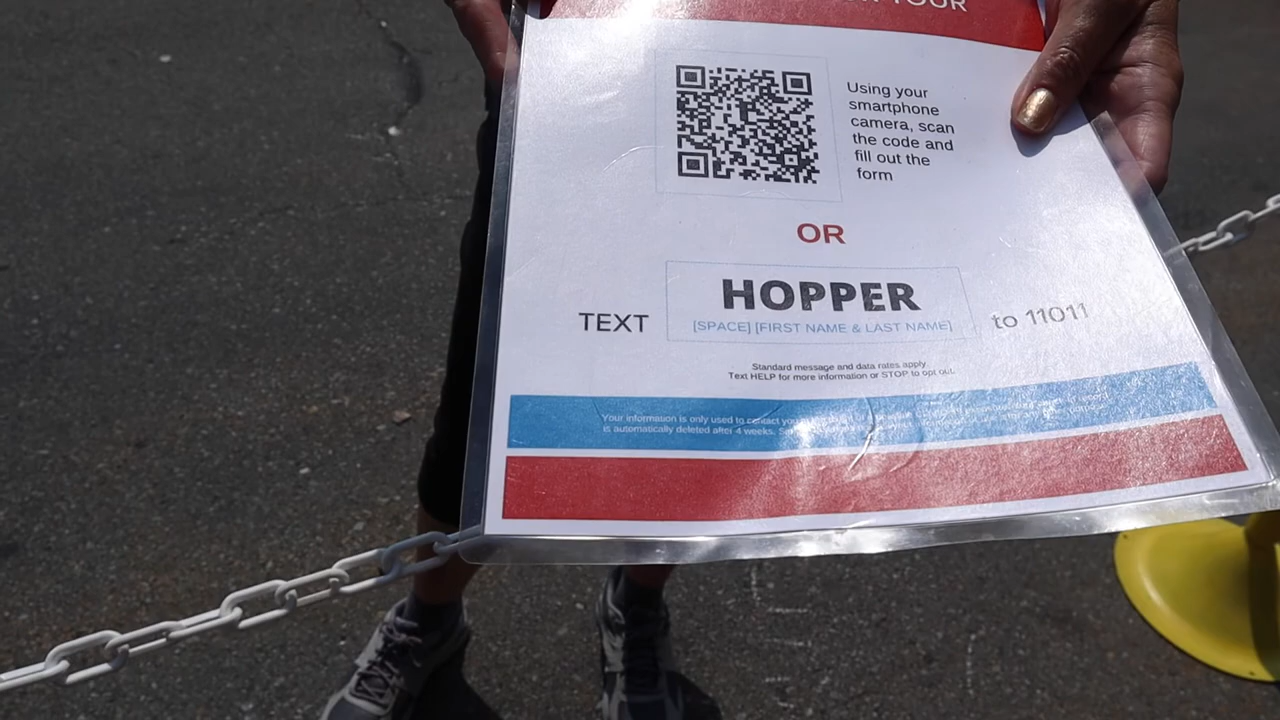 YOUR
Using your
smartphone
camera, scan
the code and
fill out the
form
OR
HOPPER
TEXT
[SPACE] [FIRST NAME & LAST NAME]
to 11011
Standard message and data rates apply
Text HELP for more information or STOP to opt out.
Your information is only used to contact you
is automatically deleted after 4 weeks.